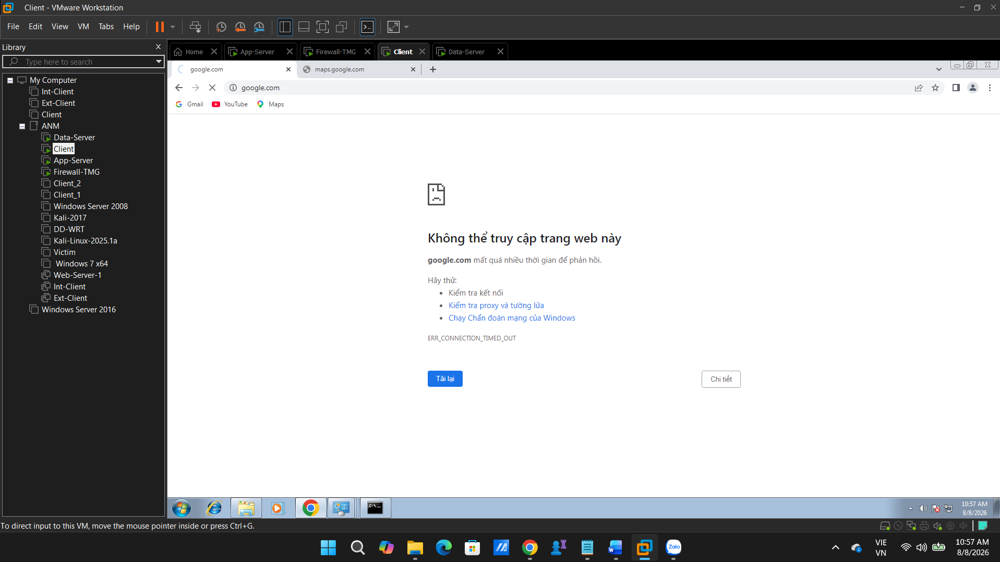 Client - VMware Workstation
File Edit View VM Tabs Help
Library
Type here to search
My Computer
Int-Client
Ext-Client
Client
ANM
Data-Server
Client
App-Server
Firewall-TMG
Client_2
Client_1
Windows Server 2008
Kali-2017
DD-WRT
Kali-Linux-2025.1a
Victim
Windows 7 x64
Web-Server-1
Int-Client
Ext-Client
Windows Server 2016
Home App-Server Firewall-TMG Client Data-Server
google.com maps.google.com
google.com
Gmail YouTube Maps
Không thể truy cập trang web này
google.com mất quá nhiều thời gian để phản hồi.
Hãy thử:
Kiểm tra kết nối
Kiểm tra proxy và tường lửa
Chạy Chẩn đoán mạng của Windows
ERR_CONNECTION_TIMED_OUT
Tải lại Chi tiết
C:\
10:57 AM
8/8/2026
To direct input to this VM, move the mouse pointer inside or press Ctrl+G.
Zalo
VIE
VN
10:57 AM
8/8/2026